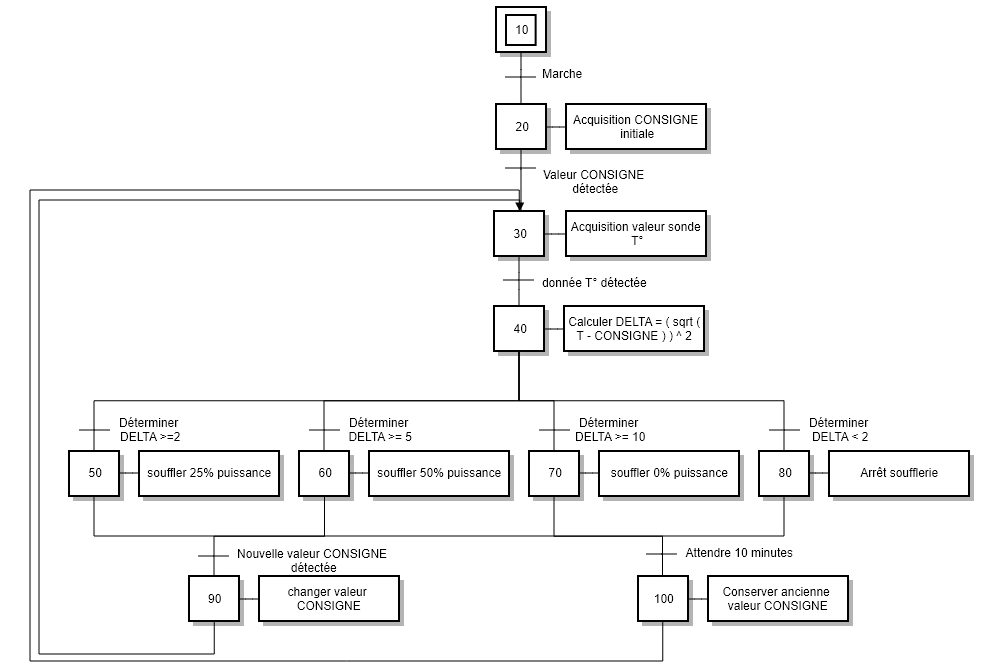 10
Marche
20
Acquisition CONSIGNE
initiale
Valeur CONSIGNE
détectée
30
Acquisition valeur sonde
T°
donnée T° détectée
40
Calculer DELTA = ( sqrt (
T - CONSIGNE ) ) ^ 2
Déterminer
DELTA >=2
Déterminer
DELTA >= 5
Déterminer
DELTA >= 10
Déterminer
DELTA < 2
50
souffler 25% puissance
60
souffler 50% puissance
70
souffler 0% puissance
80
Arrêt soufflerie
Nouvelle valeur CONSIGNE
détectée
Attendre 10 minutes
90
changer valeur
CONSIGNE
100
Conserver ancienne
valeur CONSIGNE